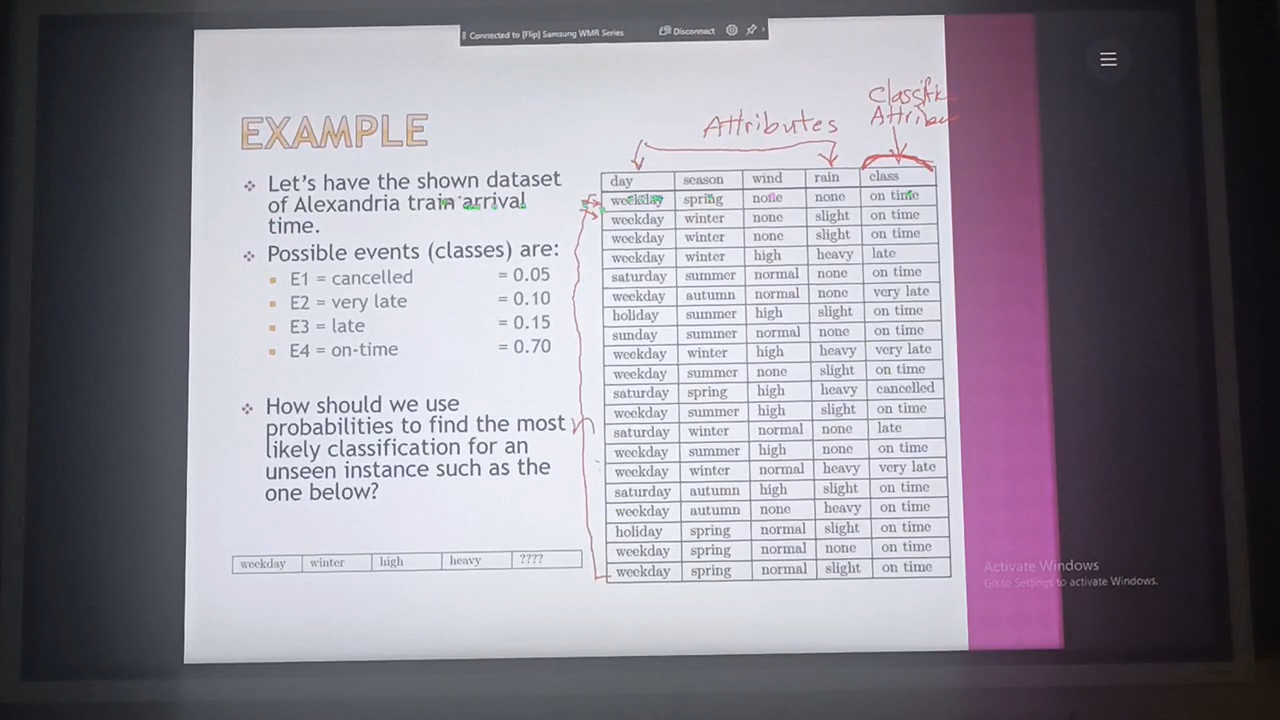 Connected to [Flip] Samsung WMR Series Disconnect
Classifi
Attribu
Attributes
EXAMPLE
❖ Let's have the shown dataset
of Alexandria train arrival
time.
❖ Possible events (classes) are:
▪ E1 = cancelled = 0.05
▪ E2 = very late = 0.10
▪ E3 = late = 0.15
▪ E4 = on-time = 0.70
❖ How should we use
probabilities to find the most
likely classification for an
unseen instance such as the
one below?
weekday winter high heavy ????
day season wind rain class
weekday spring none none on time
weekday winter none slight on time
weekday winter none slight on time
weekday winter high heavy late
saturday summer normal none on time
weekday autumn normal none very late
holiday summer high slight on time
sunday summer normal none on time
weekday winter high heavy very late
weekday summer none slight on time
saturday spring high heavy cancelled
weekday summer high slight on time
saturday winter normal none late
weekday summer high none on time
weekday winter normal heavy very late
saturday autumn high slight on time
weekday autumn none heavy on time
holiday spring normal slight on time
weekday spring normal none on time
weekday spring normal slight on time
Activate Windows
Go to Settings to activate Windows.